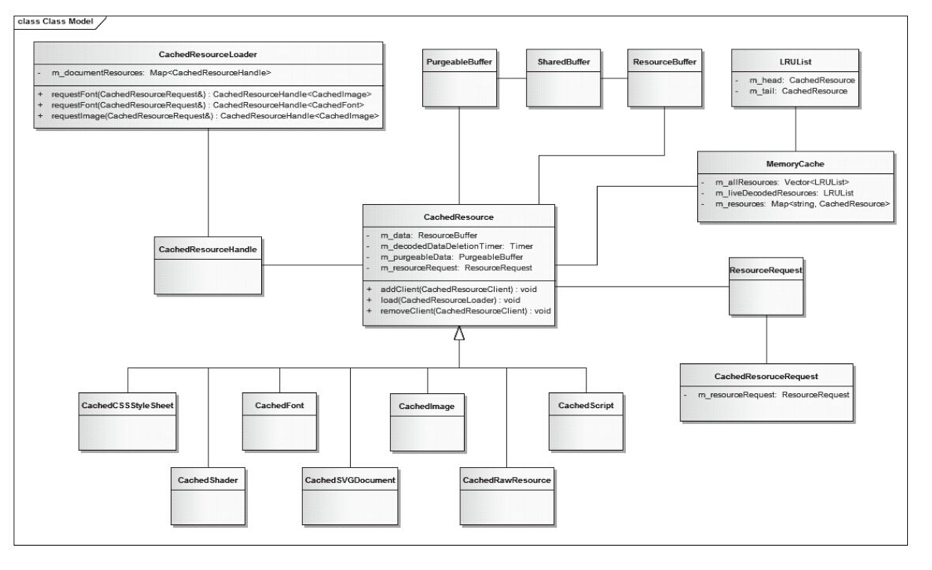 class Class Model
CachedResourceLoader
- m_documentResources: Map<CachedResourceHandle>
+ requestFont(CachedResourceRequest&) : CachedResourceHandle<CachedImage>
+ requestFont(CachedResourceRequest&) : CachedResourceHandle<CachedFont>
+ requestImage(CachedResourceRequest&) : CachedResourceHandle<CachedImage>
PurgeableBuffer
SharedBuffer
ResourceBuffer
LRUList
- m_head: CachedResource
- m_tail: CachedResource
MemoryCache
- m_allResources: Vector<LRUList>
- m_liveDecodedResources: LRUList
- m_resources: Map<string, CachedResource>
CachedResource
- m_data: ResourceBuffer
- m_decodedDataDeletionTimer: Timer
- m_purgeableData: PurgeableBuffer
- m_resourceRequest: ResourceRequest
+ addClient(CachedResourceClient) : void
+ load(CachedResourceLoader) : void
+ removeClient(CachedResourceClient) : void
CachedResourceHandle
ResourceRequest
CachedResoruceRequest
- m_resourceRequest: ResourceRequest
CachedCSSStyleSheet
CachedFont
CachedImage
CachedScript
CachedShader
CachedSVGDocument
CachedRawResource